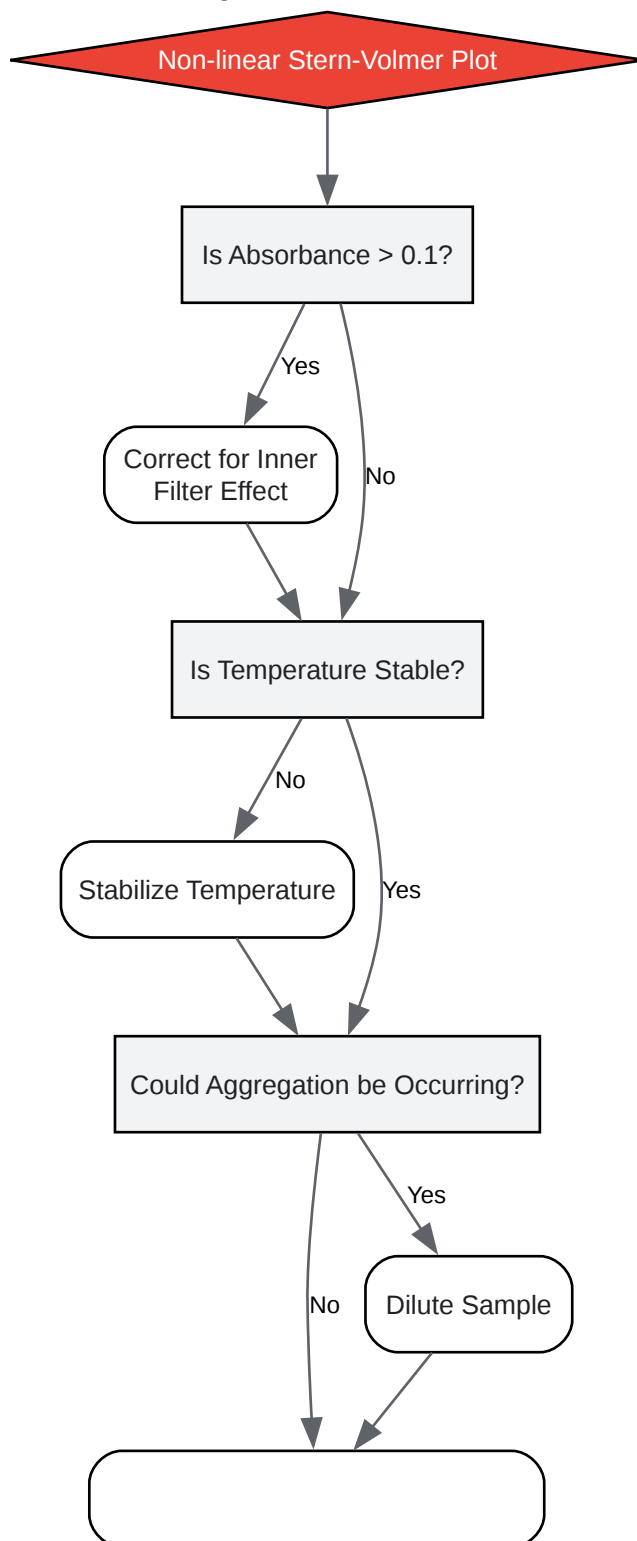 Non-linear Stern-Volmer Plot
Is Absorbance > 0.1?
Yes
Correct for Inner
Filter Effect
No
Is Temperature Stable?
No
Stabilize Temperature
Yes
Could Aggregation be Occurring?
Yes
No
Dilute Sample